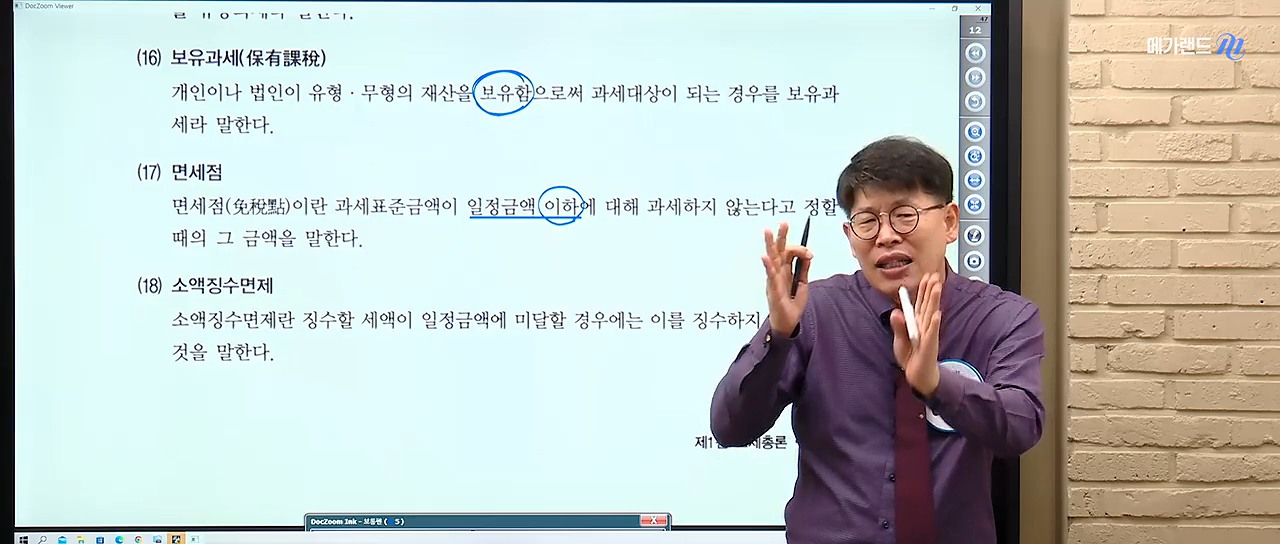 DocZoom Viewer
(16) 보유과세(保有課稅)
개인이나 법인이 유형·무형의 재산을 보유함으로써 과세대상이 되는 경우를 보유과
세라 말한다.
(17) 면세점
면세점(免稅點)이란 과세표준금액이 일정금액 이하에 대해 과세하지 않는다고 정할
때의 그 금액을 말한다.
(18) 소액징수면제
소액징수면제란 징수할 세액이 일정금액에 미달할 경우에는 이를 징수하지
것을 말한다.
47
12
메가랜드
DocZoom Ink - 보통펜 ( 5 )